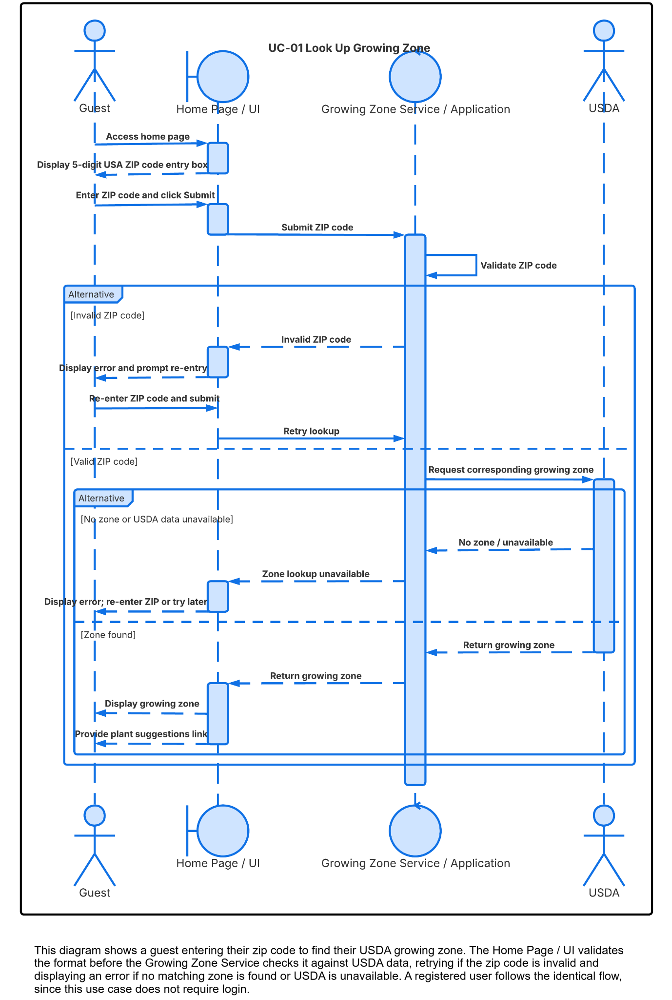 UC-01 Look Up Growing Zone
Guest
Home Page / UI
Growing Zone Service / Application
USDA
Access home page
Display 5-digit USA ZIP code entry box
Enter ZIP code and click Submit
Submit ZIP code
Validate ZIP code
Alternative
[Invalid ZIP code]
Invalid ZIP code
Display error and prompt re-entry
Re-enter ZIP code and submit
Retry lookup
[Valid ZIP code]
Request corresponding growing zone
Alternative
[No zone or USDA data unavailable]
No zone / unavailable
Zone lookup unavailable
Display error; re-enter ZIP or try later
[Zone found]
Return growing zone
Return growing zone
Display growing zone
Provide plant suggestions link
Home Page / UI
Growing Zone Service / Application
Guest
USDA
This diagram shows a guest entering their zip code to find their USDA growing zone. The Home Page / UI validates
the format before the Growing Zone Service checks it against USDA data, retrying if the zip code is invalid and
displaying an error if no matching zone is found or USDA is unavailable. A registered user follows the identical flow,
since this use case does not require login.